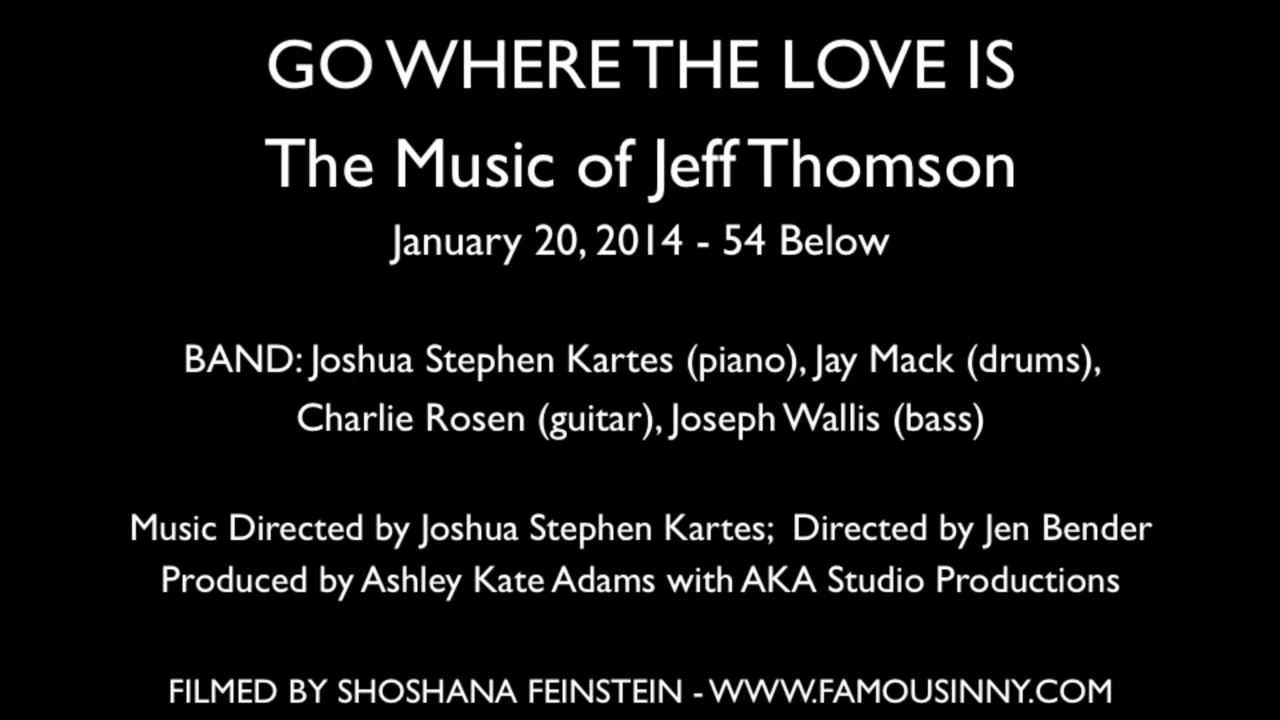 GO WHERE THE LOVE IS
The Music of Jeff Thomson
January 20, 2014 - 54 Below
BAND: Joshua Stephen Kartes (piano), Jay Mack (drums),
Charlie Rosen (guitar), Joseph Wallis (bass)
Music Directed by Joshua Stephen Kartes;  Directed by Jen Bender
Produced by Ashley Kate Adams with AKA Studio Productions
FILMED BY SHOSHANA FEINSTEIN - WWW.FAMOUSINNY.COM